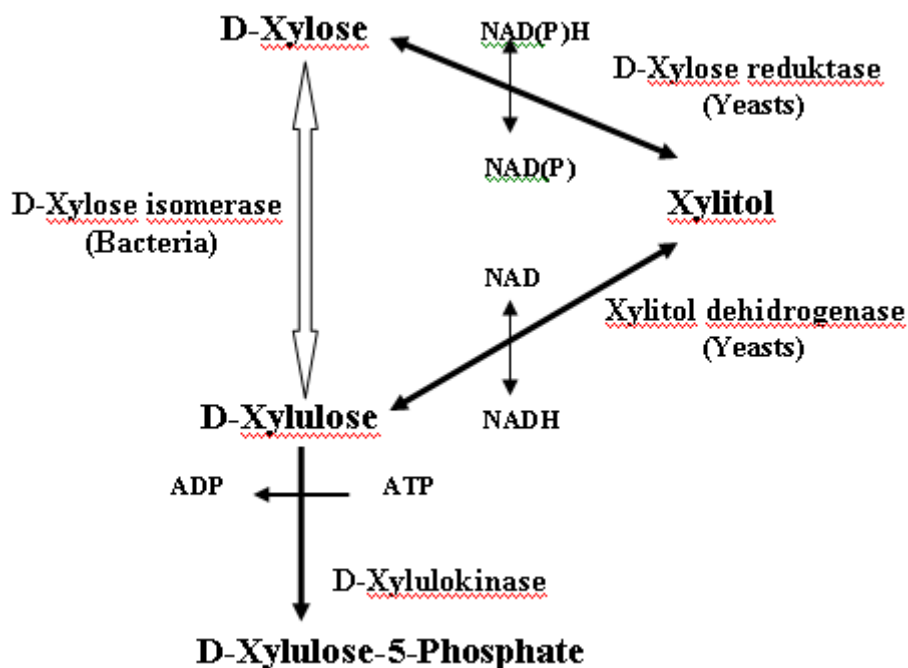 D-Xylose
NAD(P)H
D-Xylose reduktase
(Yeasts)
NAD(P)
D-Xylose isomerase
(Bacteria)
Xylitol
NAD
Xylitol dehidrogenase
(Yeasts)
D-Xylulose
NADH
ADP
ATP
D-Xylulokinase
D-Xylulose-5-Phosphate